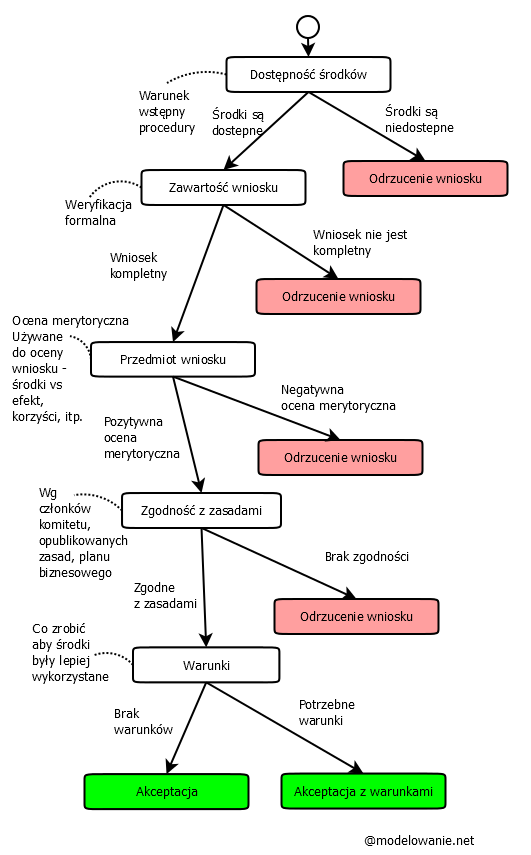 Dostępność środków
Warunek
wstępny
procedury
Środki są
dostepne
Środki są
niedostepne
Odrzucenie wniosku
Zawartość wniosku
Weryfikacja
formalna
Wniosek
kompletny
Wniosek nie jest
kompletny
Odrzucenie wniosku
Ocena merytoryczna
Używane
do oceny
wniosku -
środki vs
efekt,
korzyści, itp.
Przedmiot wniosku
Pozytywna
ocena
merytoryczna
Negatywna
ocena merytoryczna
Odrzucenie wniosku
Wg
członków
komitetu,
opublikowanych
zasad, planu
biznesowego
Zgodność z zasadami
Zgodne
z zasadami
Brak zgodności
Odrzucenie wniosku
Co zrobić
aby środki
były lepiej
wykorzystane
Warunki
Brak
warunków
Potrzebne
warunki
Akceptacja
Akceptacja z warunkami
@modelowanie.net